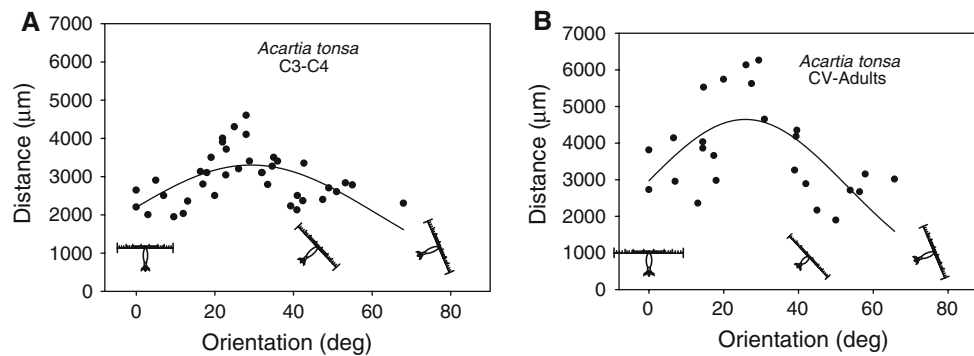 A
Acartia tonsa
C3-C4
Distance (μm)
7000
6000
5000
4000
3000
2000
1000
0
0 20 40 60 80
Orientation (deg)
B
Acartia tonsa
CV-Adults
Distance (μm)
7000
6000
5000
4000
3000
2000
1000
0
0 20 40 60 80
Orientation (deg)